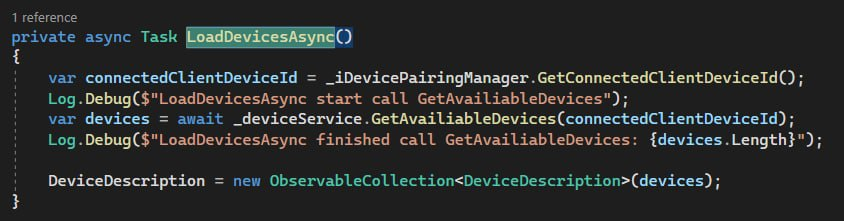 1 reference
private async Task LoadDevicesAsync()
{
var connectedClientDeviceId = _iDevicePairingManager.GetConnectedClientDeviceId();
Log.Debug($"LoadDevicesAsync start call GetAvailiableDevices");
var devices = await _deviceService.GetAvailiableDevices(connectedClientDeviceId);
Log.Debug($"LoadDevicesAsync finished call GetAvailiableDevices: {devices.Length}");
DeviceDescription = new ObservableCollection<DeviceDescription>(devices);
}